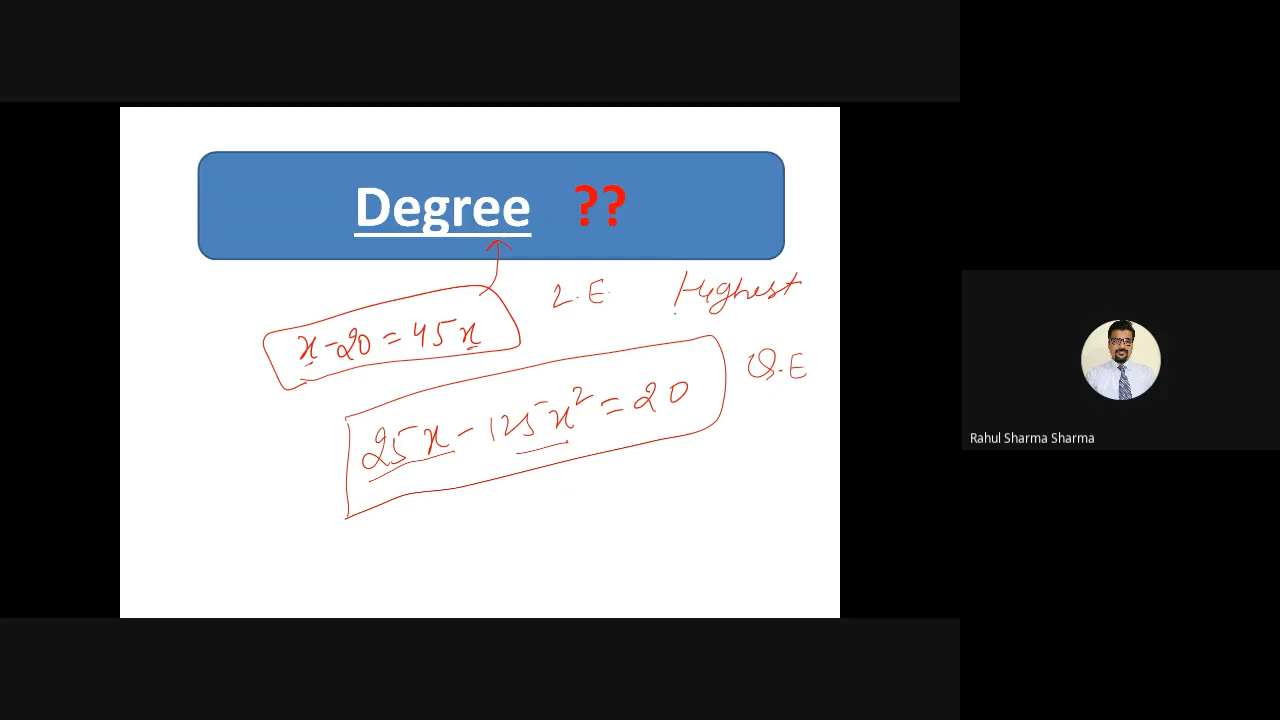 Degree ??
L.E. Highest
x - 20 = 45x
Q.E
25x - 125x² = 20
Rahul Sharma Sharma